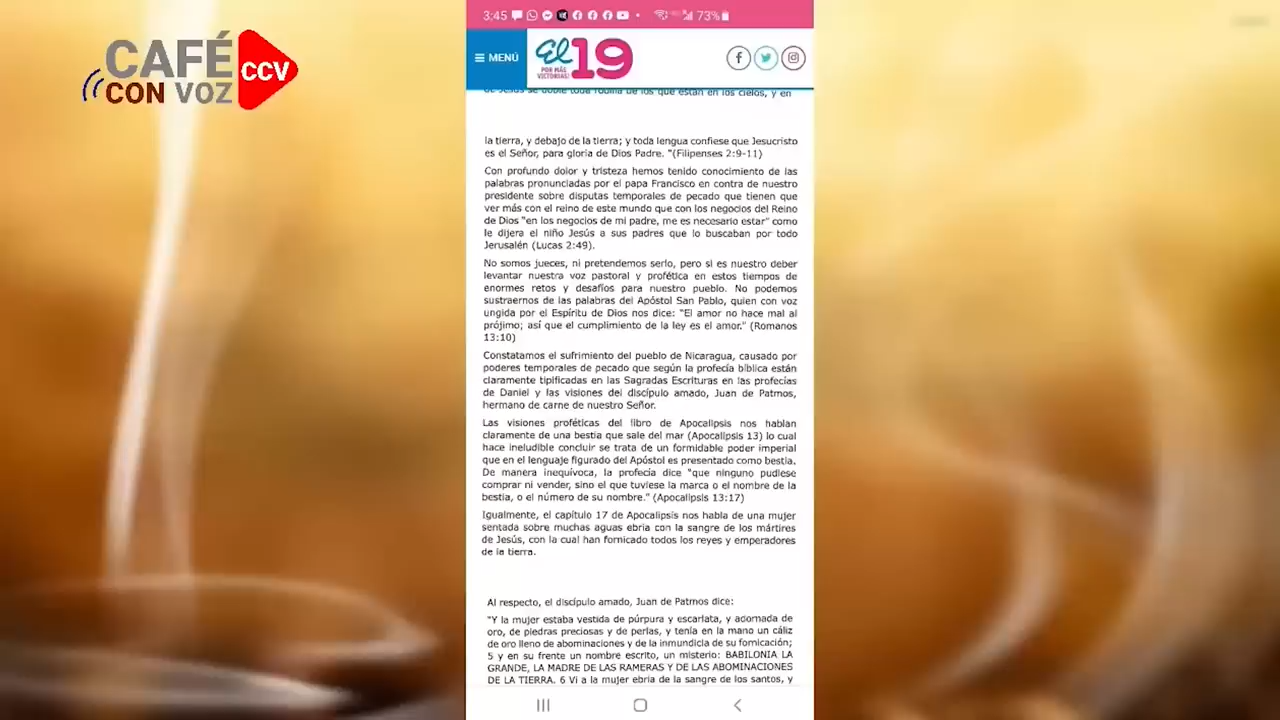 CAFÉ
CON VOZ
CCV
3:45
73%
MENÚ
El 19
POR MÁS
VICTORIAS!
de Jesús se doble toda rodilla de los que están en los cielos, y en
la tierra, y debajo de la tierra; y toda lengua confiese que Jesucristo
es el Señor, para gloria de Dios Padre. "(Filipenses 2:9-11)
Con profundo dolor y tristeza hemos tenido conocimiento de las
palabras pronunciadas por el papa Francisco en contra de nuestro
presidente sobre disputas temporales de pecado que tienen que
ver más con el reino de este mundo que con los negocios del Reino
de Dios "en los negocios de mi padre, me es necesario estar" como
le dijera el niño Jesús a sus padres que lo buscaban por todo
Jerusalén (Lucas 2:49).
No somos jueces, ni pretendemos serlo, pero si es nuestro deber
levantar nuestra voz pastoral y profética en estos tiempos de
enormes retos y desafíos para nuestro pueblo. No podemos
sustraernos de las palabras del Apóstol San Pablo, quien con voz
ungida por el Espíritu de Dios nos dice: "El amor no hace mal al
prójimo; así que el cumplimiento de la ley es el amor." (Romanos
13:10)
Constatamos el sufrimiento del pueblo de Nicaragua, causado por
poderes temporales de pecado que según la profecía bíblica están
claramente tipificadas en las Sagradas Escrituras en las profecías
de Daniel y las visiones del discípulo amado, Juan de Patmos,
hermano de carne de nuestro Señor.
Las visiones proféticas del libro de Apocalipsis nos hablan
claramente de una bestia que sale del mar (Apocalipsis 13) lo cual
hace ineludible concluir se trata de un formidable poder imperial
que en el lenguaje figurado del Apóstol es presentado como bestia.
De manera inequívoca, la profecía dice "que ninguno pudiese
comprar ni vender, sino el que tuviese la marca o el nombre de la
bestia, o el número de su nombre." (Apocalipsis 13:17)
Igualmente, el capítulo 17 de Apocalipsis nos habla de una mujer
sentada sobre muchas aguas ebria con la sangre de los mártires
de Jesús, con la cual han fornicado todos los reyes y emperadores
de la tierra.
Al respecto, el discípulo amado, Juan de Patmos dice:
"Y la mujer estaba vestida de púrpura y escarlata, y adornada de
oro, de piedras preciosas y de perlas, y tenía en la mano un cáliz
de oro lleno de abominaciones y de la inmundicia de su fornicación;
5 y en su frente un nombre escrito, un misterio: BABILONIA LA
GRANDE, LA MADRE DE LAS RAMERAS Y DE LAS ABOMINACIONES
DE LA TIERRA. 6 Vi a la mujer ebria de la sangre de los santos, y